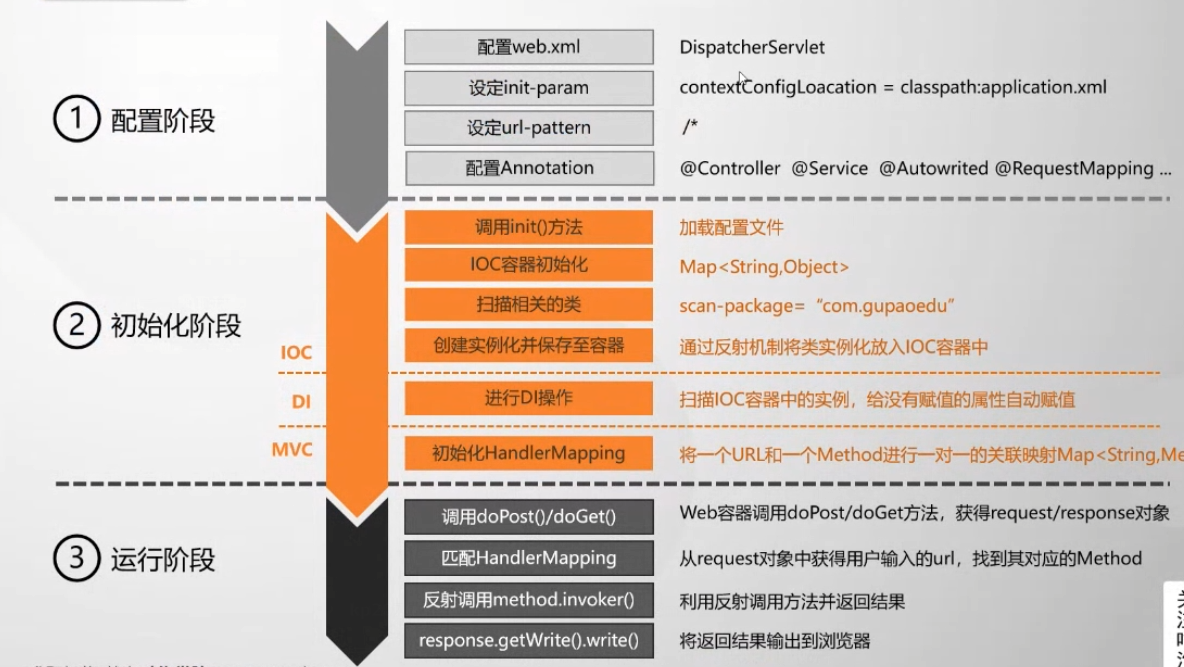 配置web.xml DispatcherServlet
设定init-param contextConfigLoacation = classpath:application.xml
① 配置阶段
设定url-pattern /*
配置Annotation @Controller @Service @Autowrited @RequestMapping ...
调用init()方法 加载配置文件
IOC容器初始化 Map<String,Object>
扫描相关的类 scan-package= “com.gupaoedu”
② 初始化阶段
IOC 创建实例化并保存至容器 通过反射机制将类实例化放入IOC容器中
DI 进行DI操作 扫描IOC容器中的实例，给没有赋值的属性自动赋值
MVC 初始化HandlerMapping 将一个URL和一个Method进行一对一的关联映射Map<String,Me
调用doPost()/doGet() Web容器调用doPost/doGet方法，获得request/response对象
③ 运行阶段
匹配HandlerMapping 从request对象中获得用户输入的url，找到其对应的Method
反射调用method.invoker() 利用反射调用方法并返回结果
response.getWrite().write() 将返回结果输出到浏览器